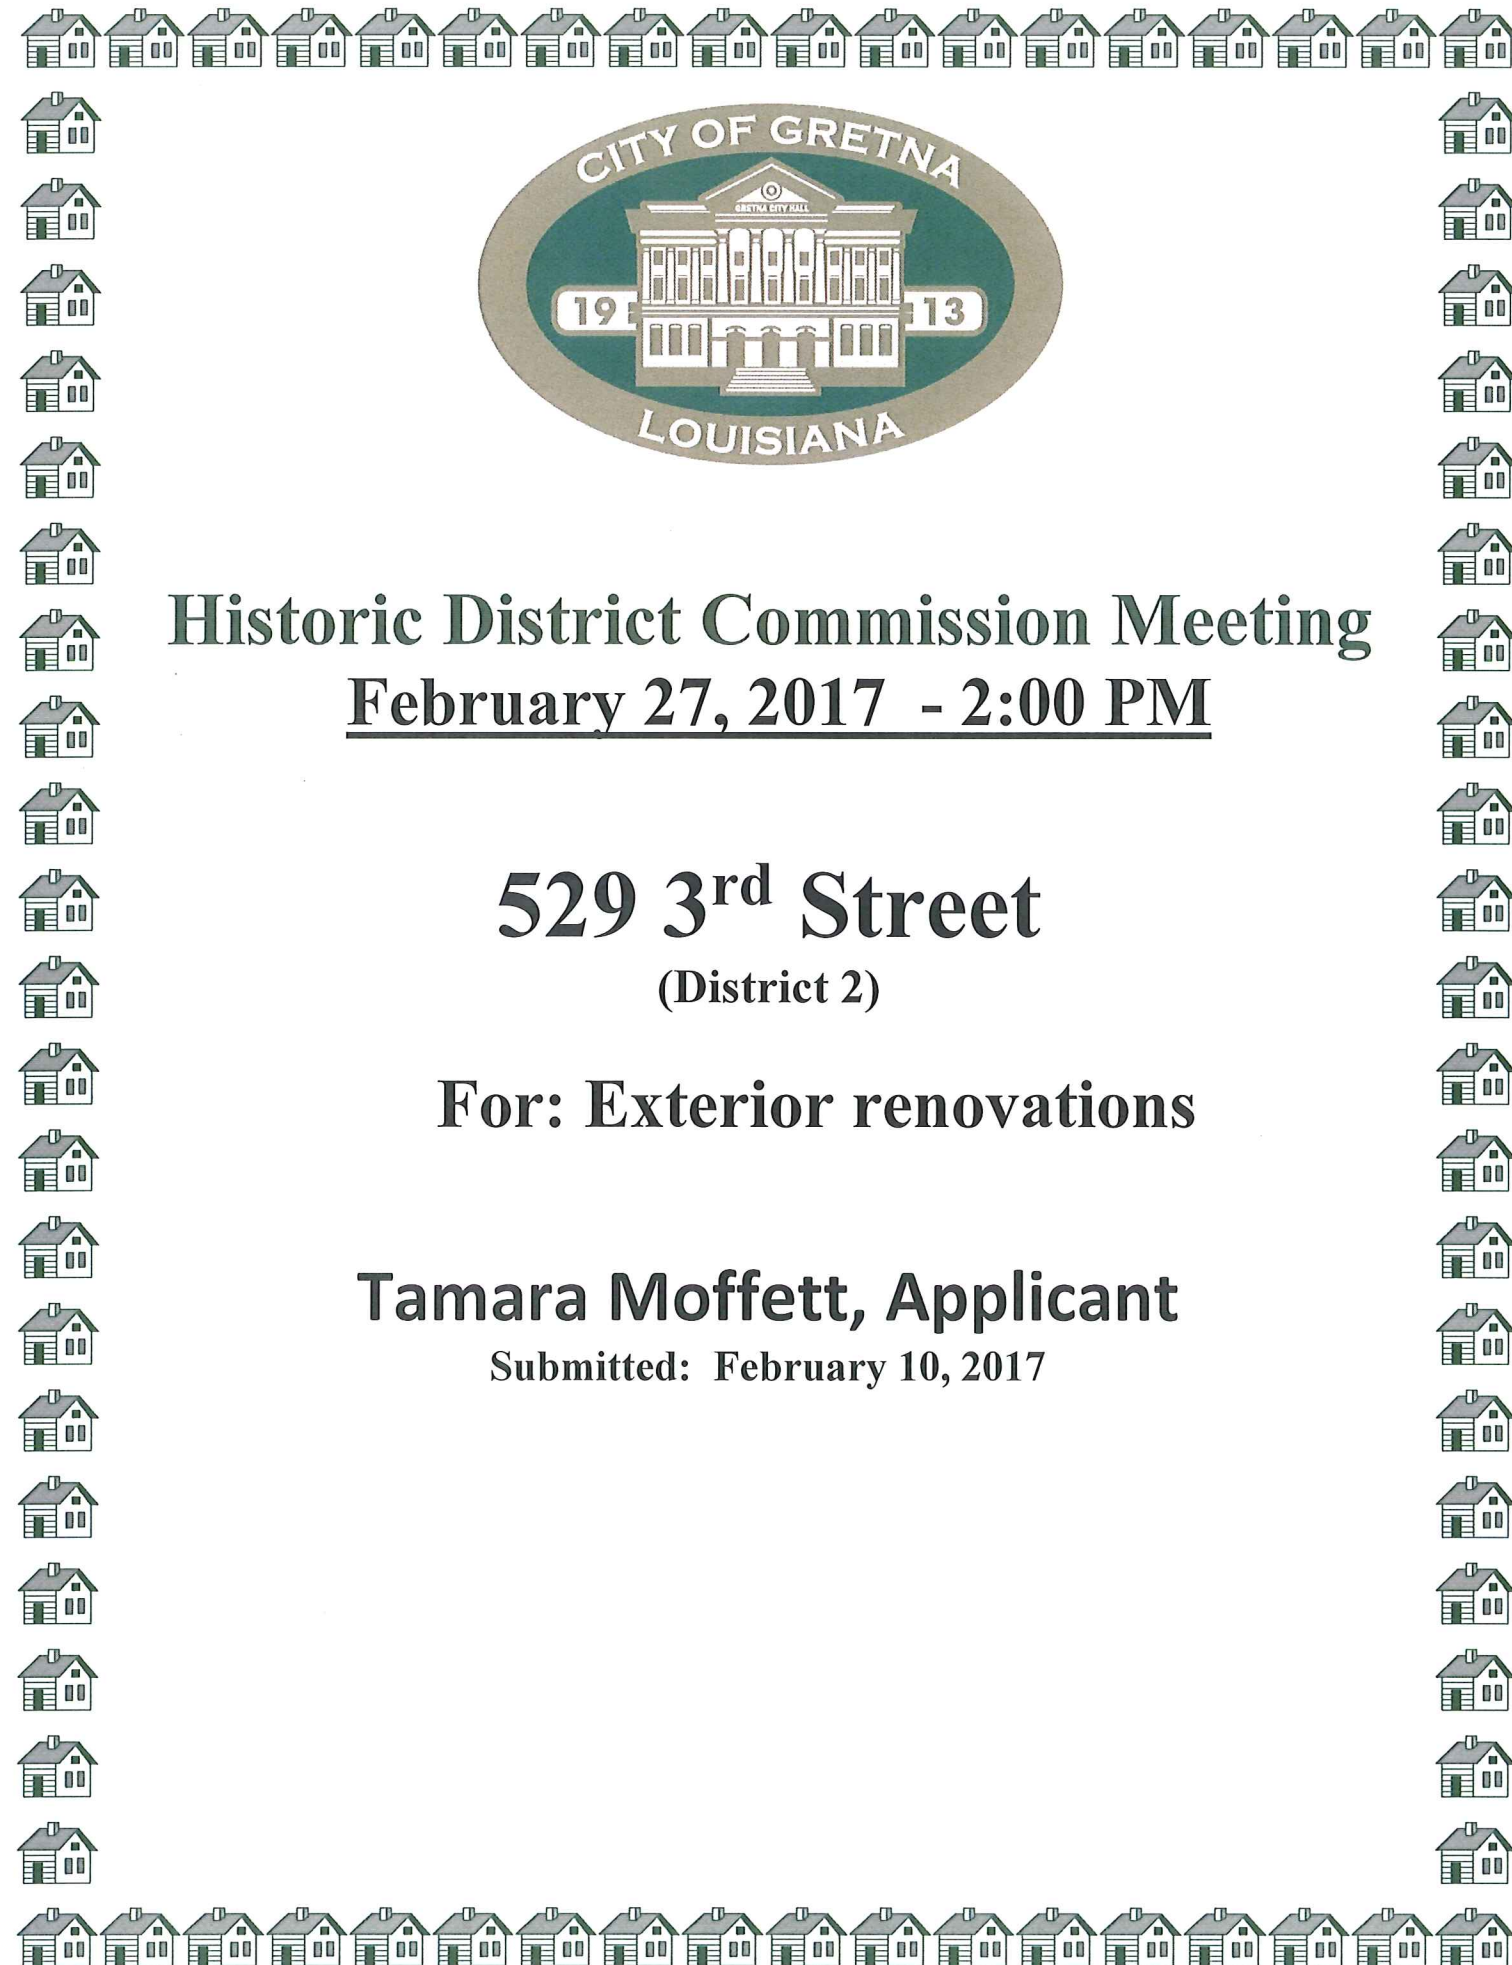 CITY OF GRETNA
GRETNA CITY HALL
19 13
LOUISIANA
Historic District Commission Meeting
February 27, 2017 - 2:00 PM
529 3rd Street
(District 2)
For: Exterior renovations
Tamara Moffett, Applicant
Submitted: February 10, 2017